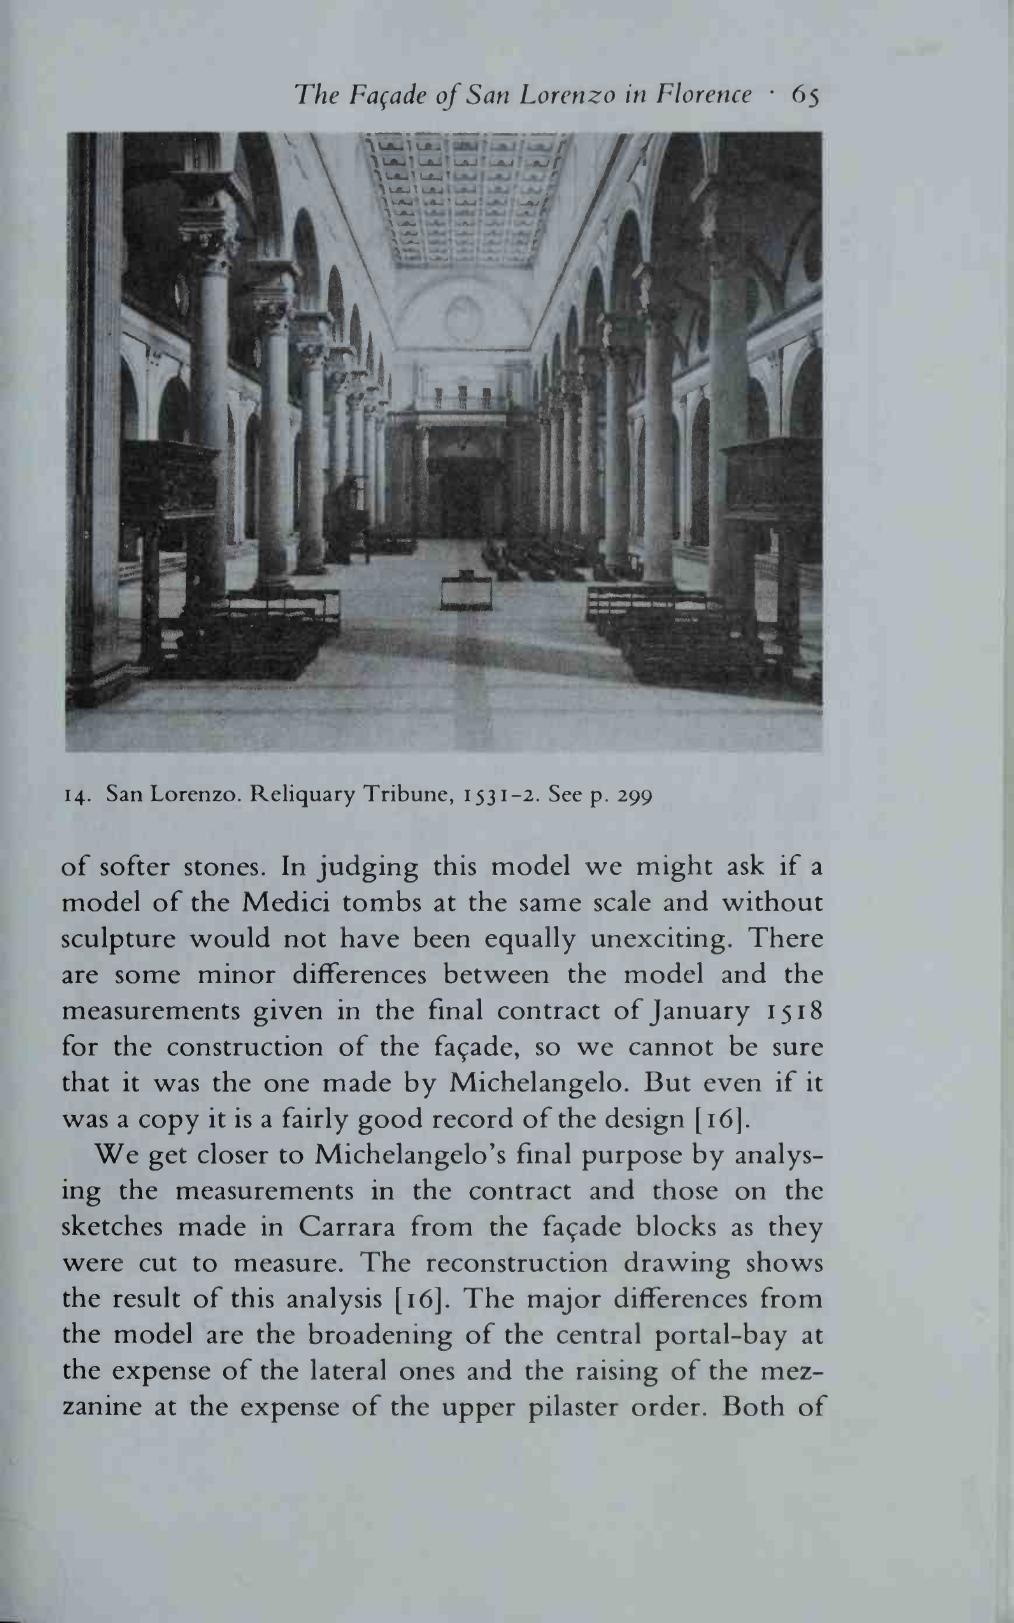 The Façade of San Lorenzo in Florence · 65
14. San Lorenzo. Reliquary Tribune, 1531–2. See p. 299
of softer stones. In judging this model we might ask if a
model of the Medici tombs at the same scale and without
sculpture would not have been equally unexciting. There
are some minor differences between the model and the
measurements given in the final contract of January 1518
for the construction of the façade, so we cannot be sure
that it was the one made by Michelangelo. But even if it
was a copy it is a fairly good record of the design [16].
We get closer to Michelangelo's final purpose by analys-
ing the measurements in the contract and those on the
sketches made in Carrara from the façade blocks as they
were cut to measure. The reconstruction drawing shows
the result of this analysis [16]. The major differences from
the model are the broadening of the central portal-bay at
the expense of the lateral ones and the raising of the mez-
zanine at the expense of the upper pilaster order. Both of